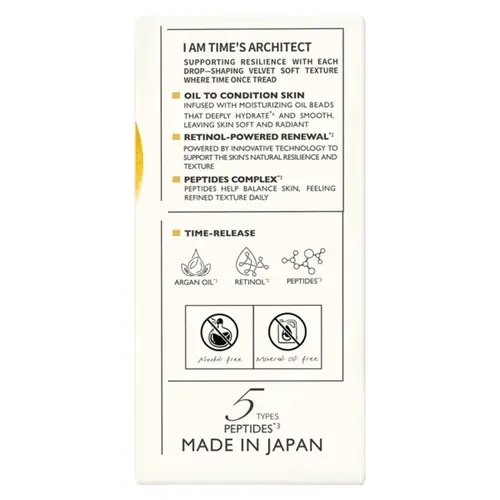 I AM TIME'S ARCHITECT
SUPPORTING RESILIENCE WITH EACH
DROP—SHAPING VELVET SOFT TEXTURE
WHERE TIME ONCE TREAD
OIL TO CONDITION SKIN
INFUSED WITH MOISTURIZING OIL BEADS
THAT DEEPLY HYDRATE*4 AND SMOOTH,
LEAVING SKIN SOFT AND RADIANT
RETINOL-POWERED RENEWAL*2
POWERED BY INNOVATIVE TECHNOLOGY TO
SUPPORT THE SKIN'S NATURAL RESILIENCE AND
TEXTURE
PEPTIDES COMPLEX*3
PEPTIDES HELP BALANCE SKIN, FEELING
REFINED TEXTURE DAILY
TIME-RELEASE
ARGAN OIL*1 RETINOL*2 PEPTIDES*3
Alcohol free Mineral Oil free
5 TYPES
PEPTIDES*3
MADE IN JAPAN